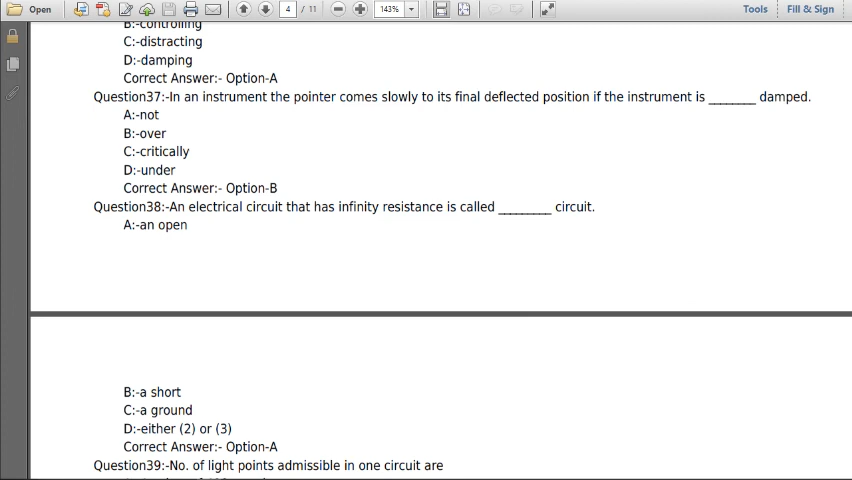 Open
4 / 11
143%
Tools
Fill & Sign
B:-controlling
C:-distracting
D:-damping
Correct Answer:- Option-A
Question37:-In an instrument the pointer comes slowly to its final deflected position if the instrument is ________ damped.
A:-not
B:-over
C:-critically
D:-under
Correct Answer:- Option-B
Question38:-An electrical circuit that has infinity resistance is called _________ circuit.
A:-an open
B:-a short
C:-a ground
D:-either (2) or (3)
Correct Answer:- Option-A
Question39:-No. of light points admissible in one circuit are